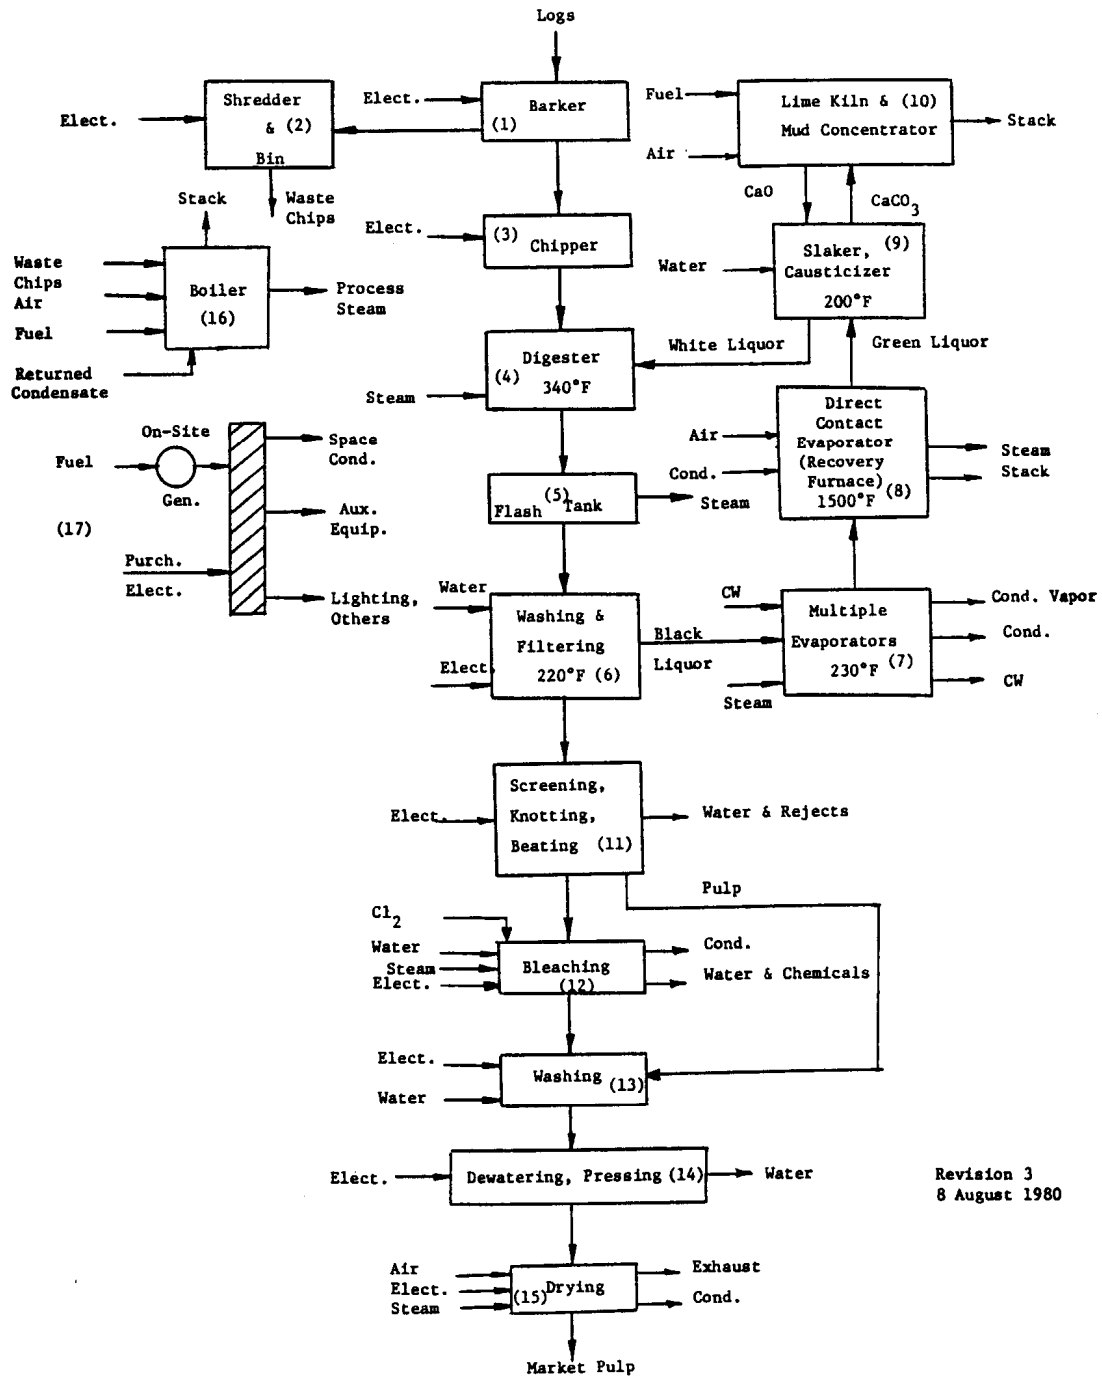 Logs
Shredder
& (2)
Bin
Elect.
Waste
Chips
Elect.
Barker
(1)
Fuel
Air
Lime Kiln & (10)
Mud Concentrator
Stack
CaO
CaCO3
Stack
Waste
Chips
Air
Fuel
Returned
Condensate
Boiler
(16)
Process
Steam
Elect.
(3)
Chipper
Water
Slaker, (9)
Causticizer
200°F
White Liquor
Green Liquor
Digester
(4)
340°F
Steam
Direct
Contact
Evaporator
(Recovery
Furnace)
1500°F (8)
Air
Cond.
Steam
Stack
On-Site
Fuel
Gen.
(17)
Purch.
Elect.
Space
Cond.
Aux.
Equip.
Lighting,
Others
(5)
Flash Tank
Steam
Water
Elect.
Washing &
Filtering
220°F (6)
Black
Liquor
CW
Steam
Multiple
Evaporators
230°F (7)
Cond. Vapor
Cond.
CW
Elect.
Screening,
Knotting,
Beating (11)
Water & Rejects
Pulp
Cl2
Water
Steam
Elect.
Bleaching
(12)
Cond.
Water & Chemicals
Elect.
Water
Washing (13)
Elect.
Dewatering, Pressing (14)
Water
Revision 3
8 August 1980
Air
Elect.
Steam
(15) Drying
Exhaust
Cond.
Market Pulp